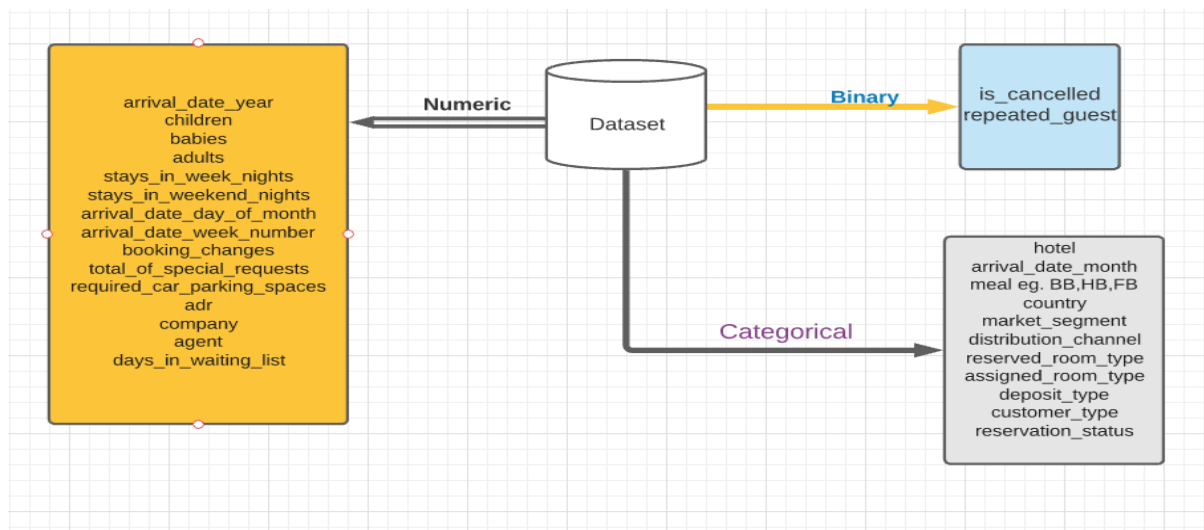 arrival_date_year
children
babies
adults
stays_in_week_nights
stays_in_weekend_nights
arrival_date_day_of_month
arrival_date_week_number
booking_changes
total_of_special_requests
required_car_parking_spaces
adr
company
agent
days_in_waiting_list
Numeric
Dataset
Binary
is_cancelled
repeated_guest
Categorical
hotel
arrival_date_month
meal eg. BB,HB,FB
country
market_segment
distribution_channel
reserved_room_type
assigned_room_type
deposit_type
customer_type
reservation_status